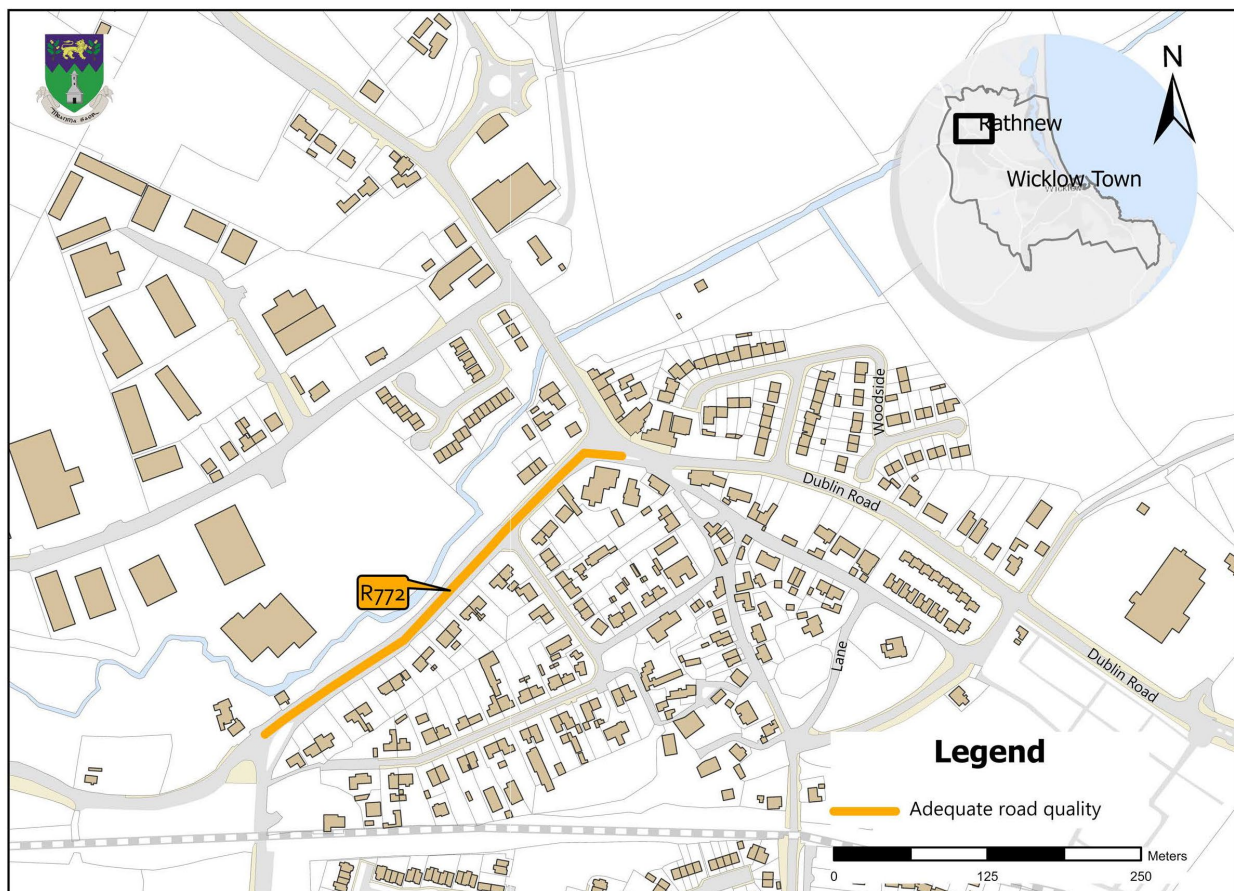 N
Rathnew
Wicklow Town
Woodside
Dublin Road
R772
Lane
Dublin Road
Legend
Adequate road quality
Meters
0
125
250